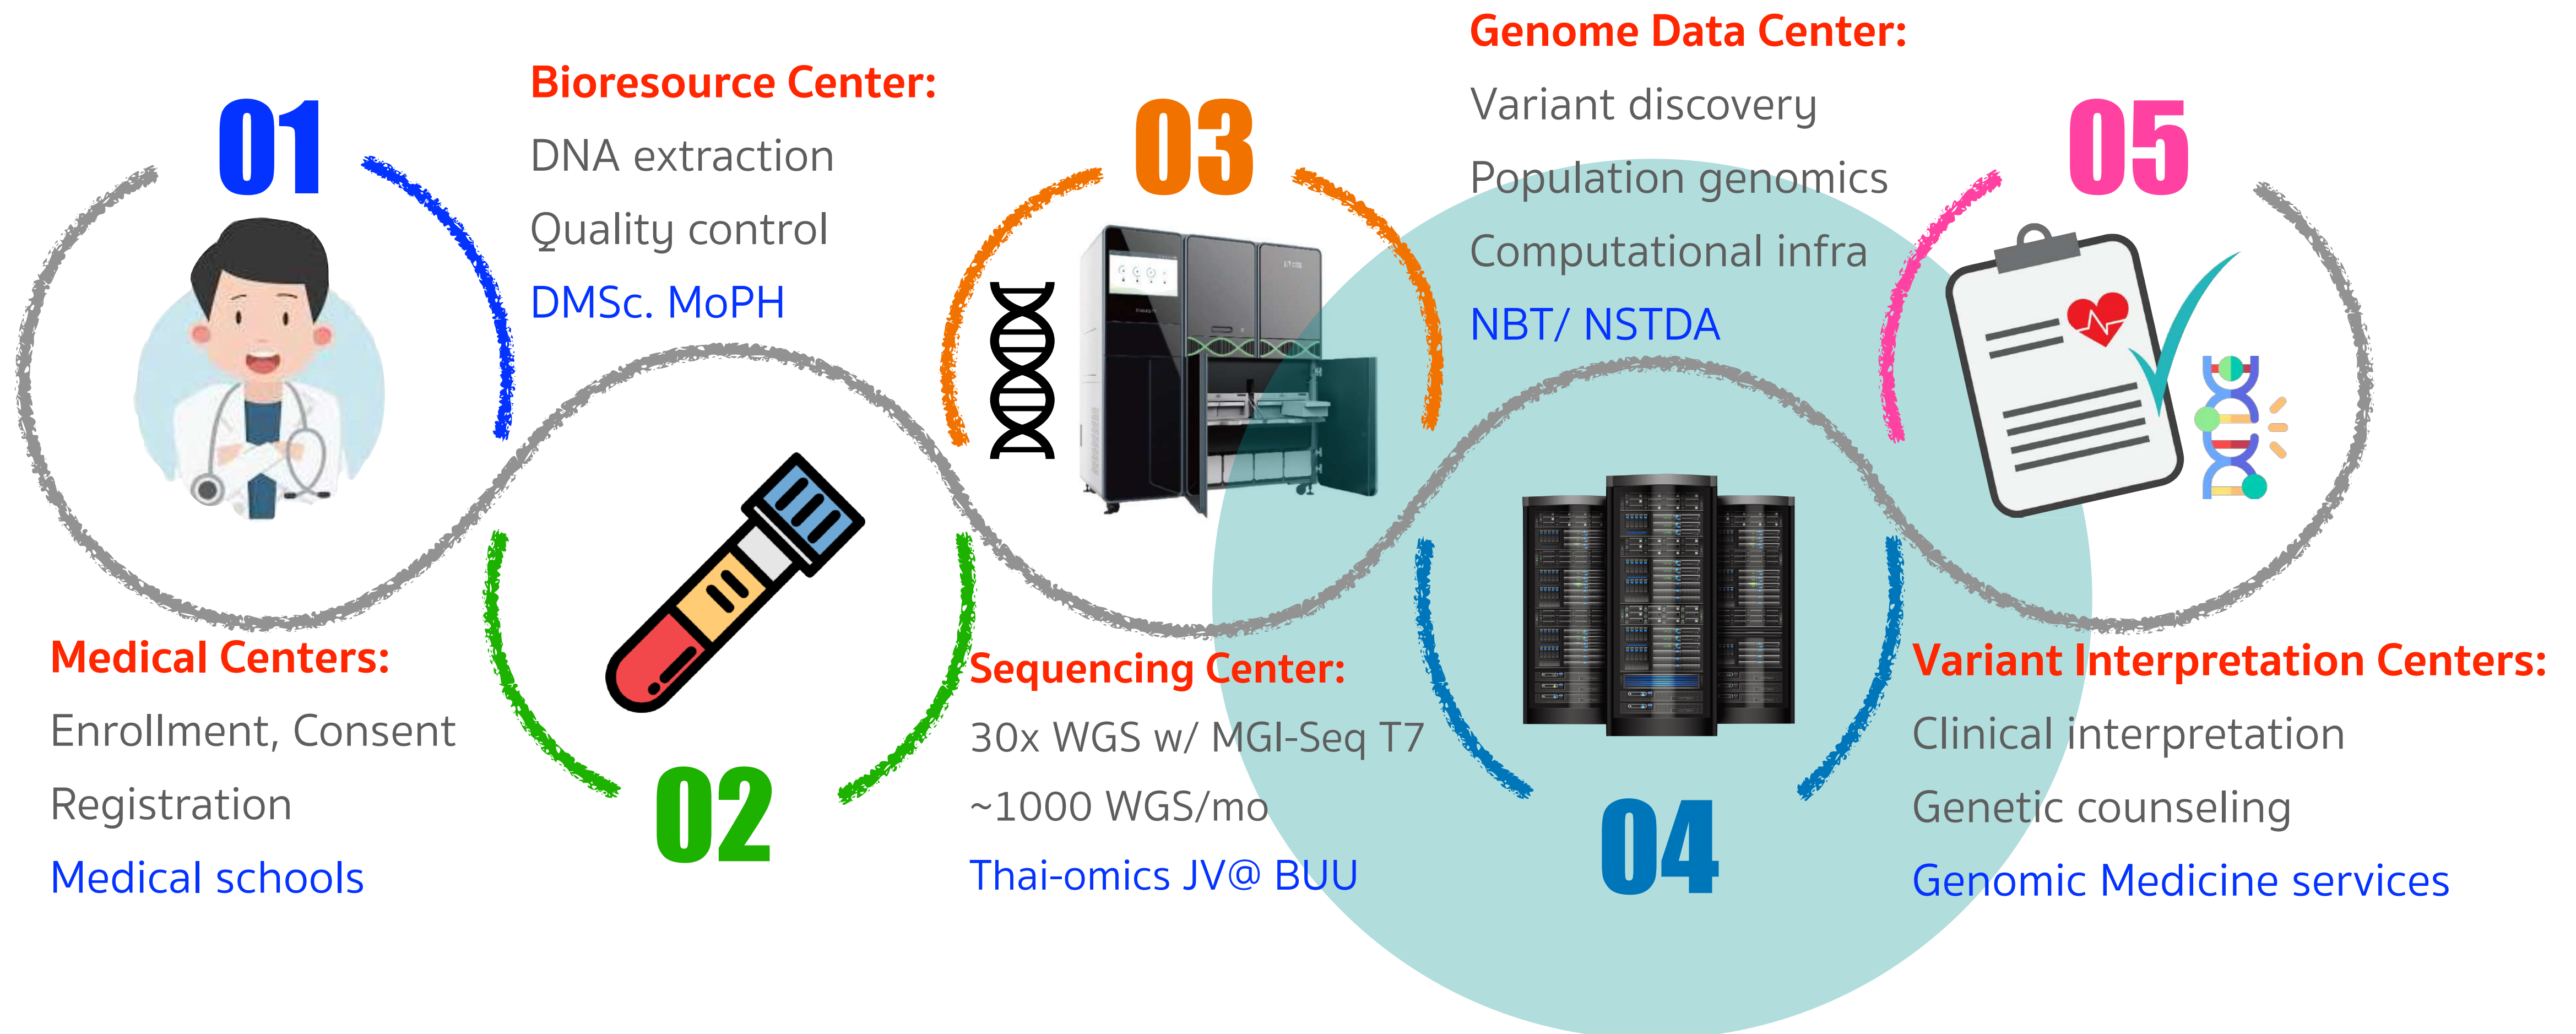 01
Medical Centers:
Enrollment, Consent
Registration
Medical schools
Bioresource Center:
DNA extraction
Quality control
DMSc. MoPH
02
03
Sequencing Center:
30x WGS w/ MGI-Seq T7
~1000 WGS/mo
Thai-omics JV@ BUU
Genome Data Center:
Variant discovery
Population genomics
Computational infra
NBT/ NSTDA
04
05
Variant Interpretation Centers:
Clinical interpretation
Genetic counseling
Genomic Medicine services